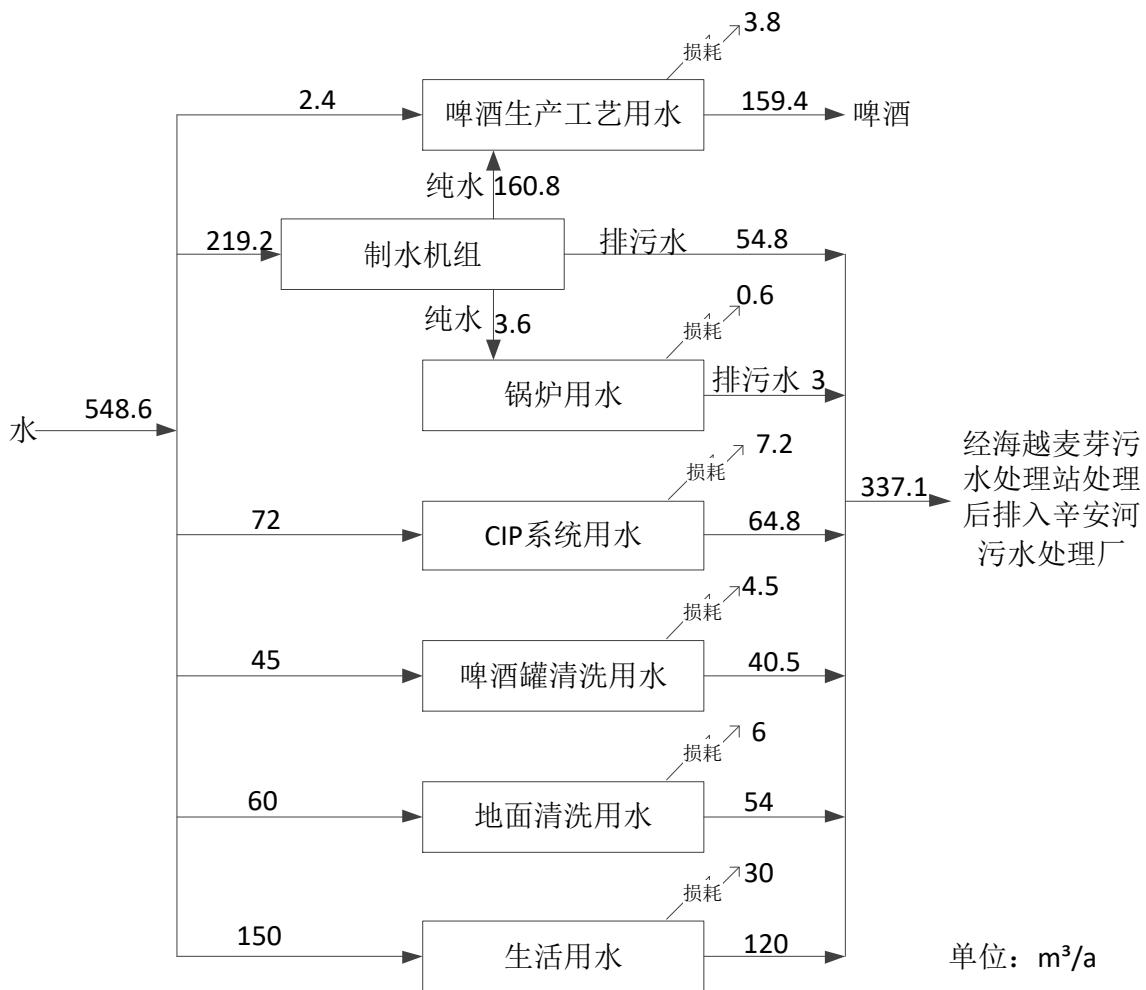 损耗 3.8
2.4
啤酒生产工艺用水
159.4
啤酒
纯水 160.8
219.2
制水机组
排污水 54.8
纯水 3.6
损耗 0.6
锅炉用水
排污水 3
水
548.6
损耗 7.2
72
CIP系统用水
64.8
337.1
经海越麦芽污
水处理站处理
后排入辛安河
污水处理厂
损耗 4.5
45
啤酒罐清洗用水
40.5
损耗 6
60
地面清洗用水
54
损耗 30
150
生活用水
120
单位：m³/a